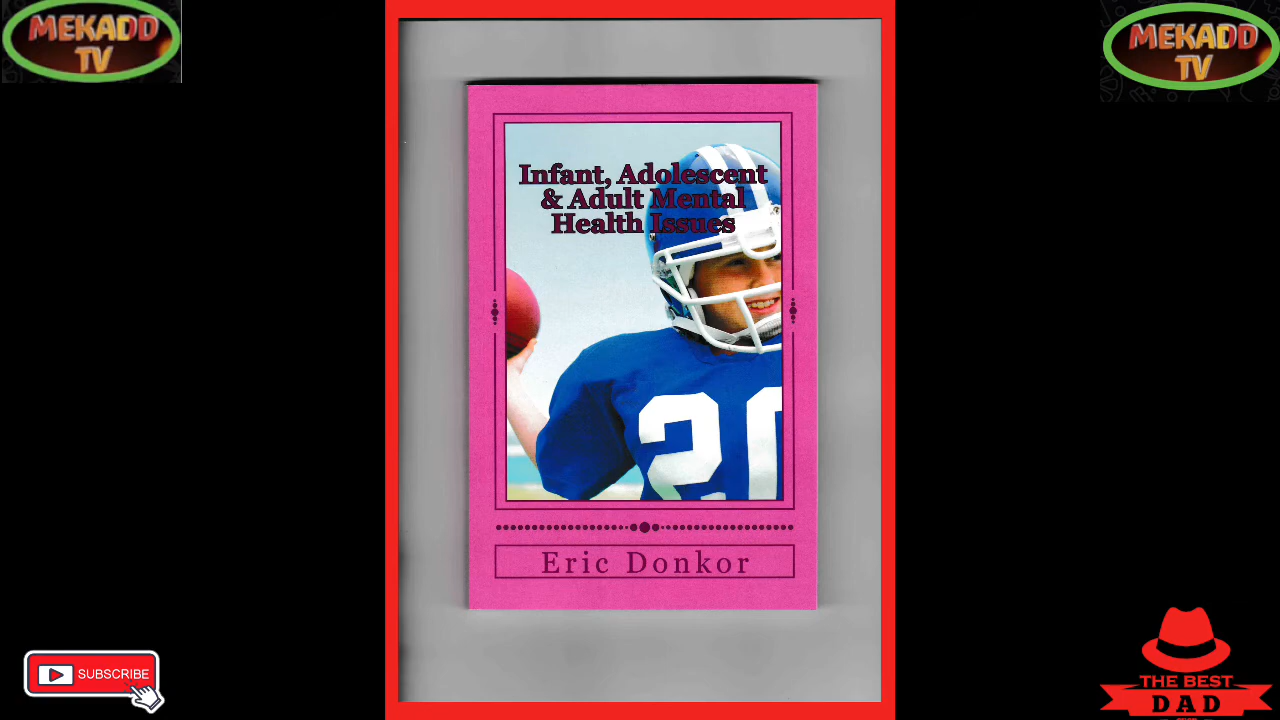 MEKADD
TV
MEKADD
TV
Infant, Adolescent
& Adult Mental
Health Issues
20
Eric Donkor
SUBSCRIBE
THE BEST
DAD